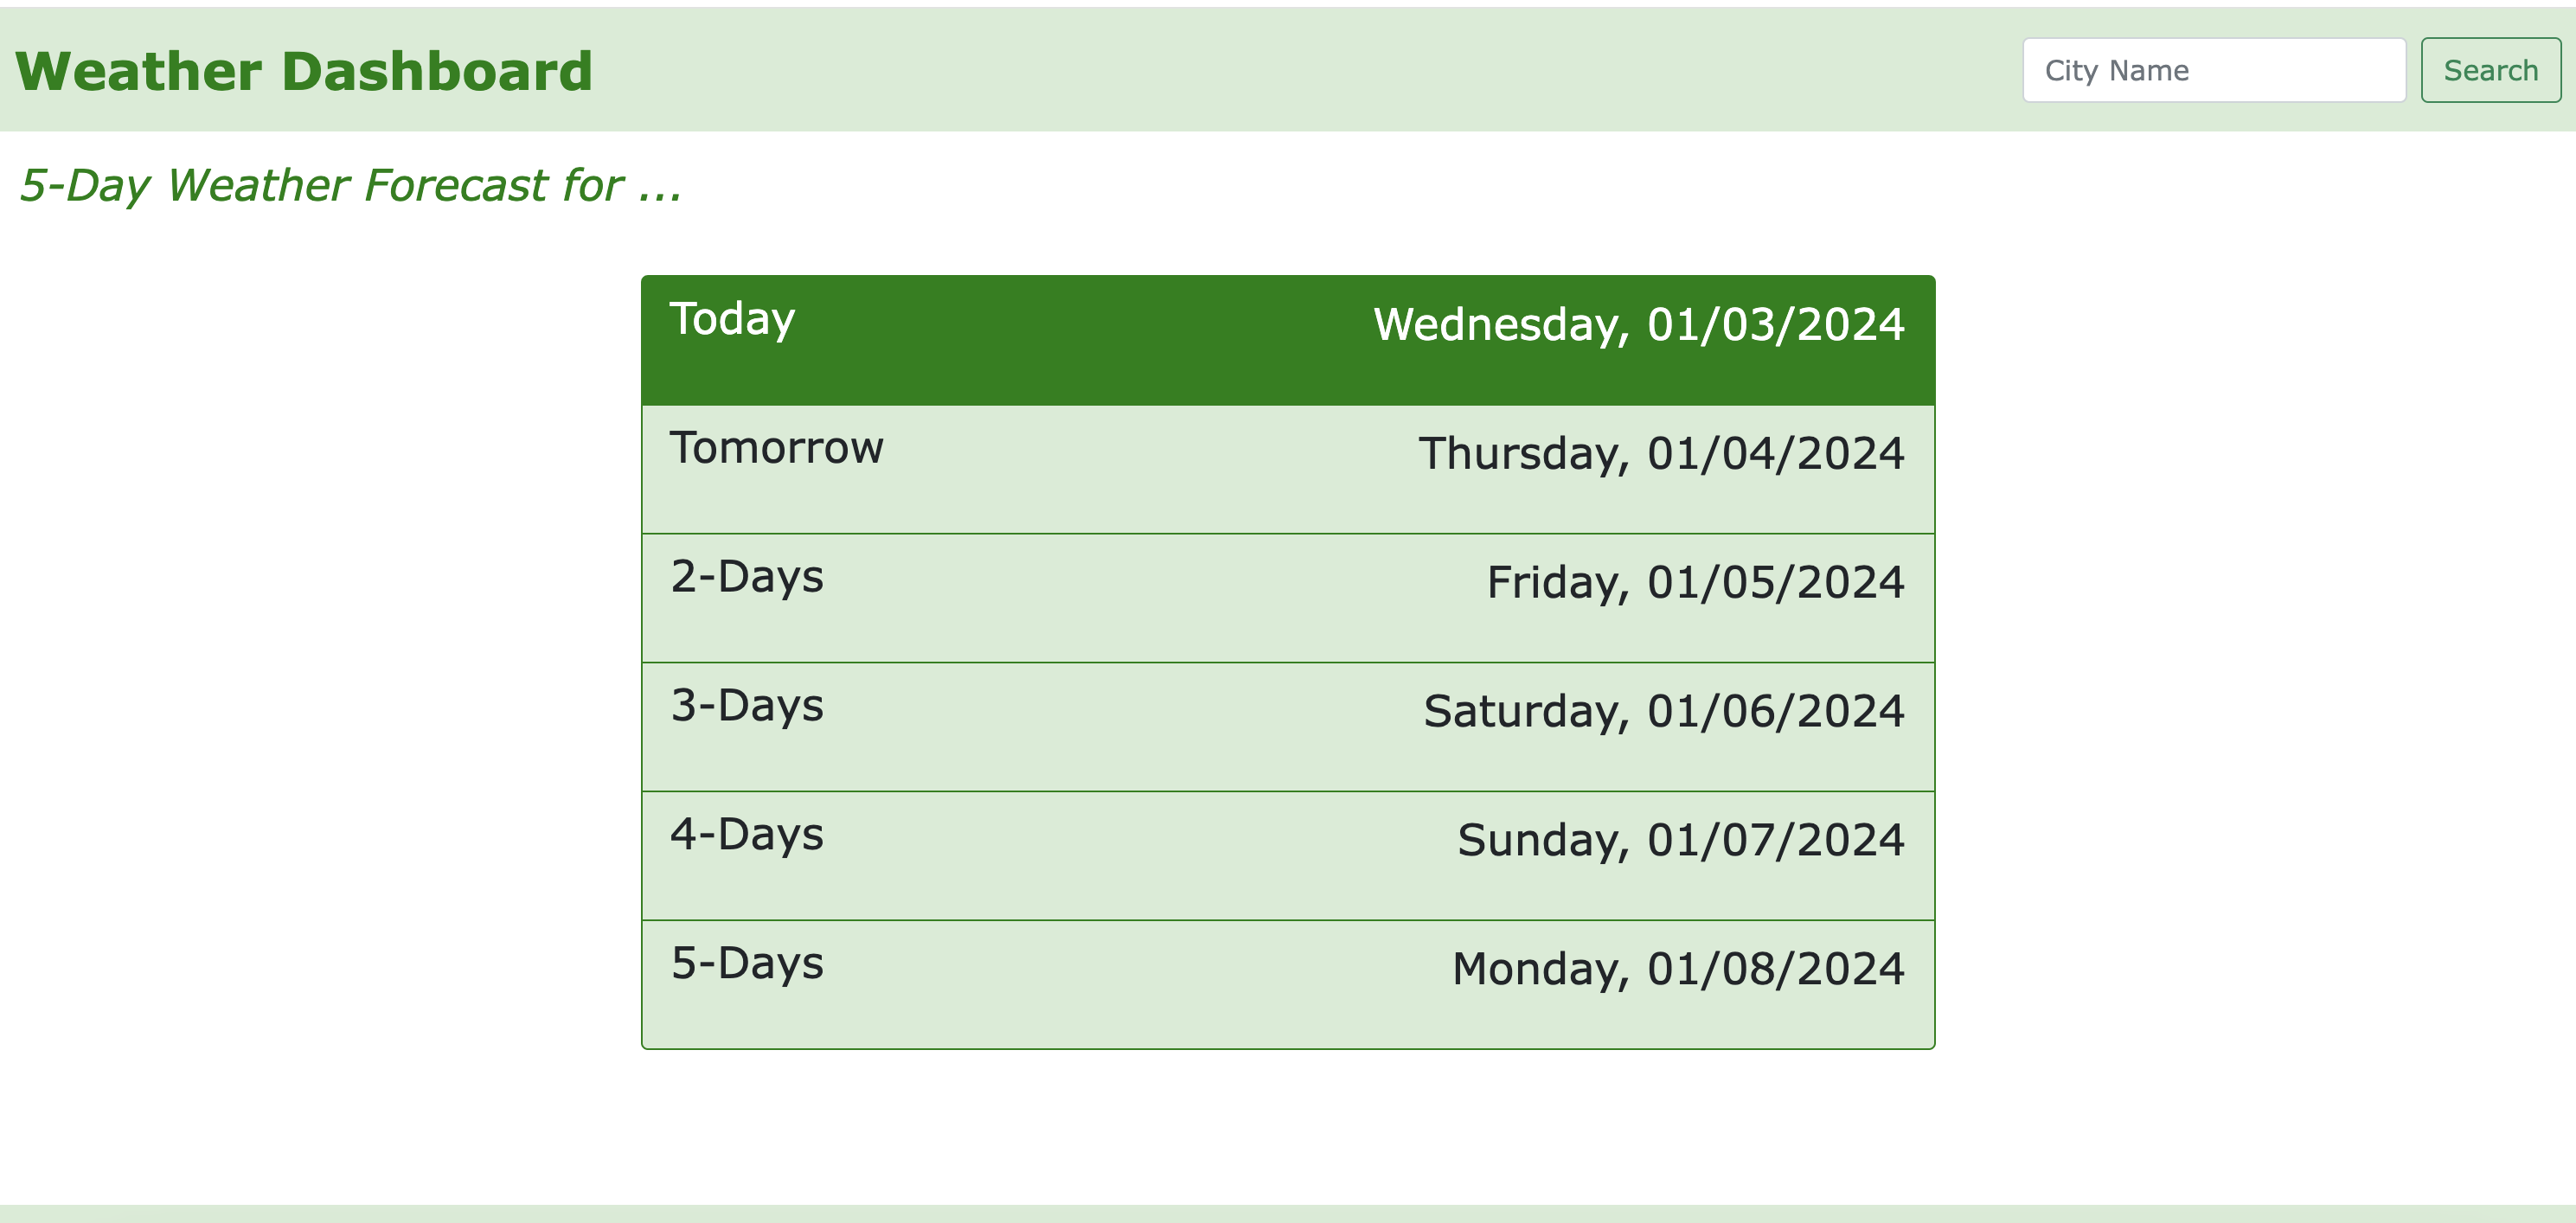 Weather Dashboard City Name Search
5-Day Weather Forecast for ...
Today Wednesday, 01/03/2024
Tomorrow Thursday, 01/04/2024
2-Days Friday, 01/05/2024
3-Days Saturday, 01/06/2024
4-Days Sunday, 01/07/2024
5-Days Monday, 01/08/2024